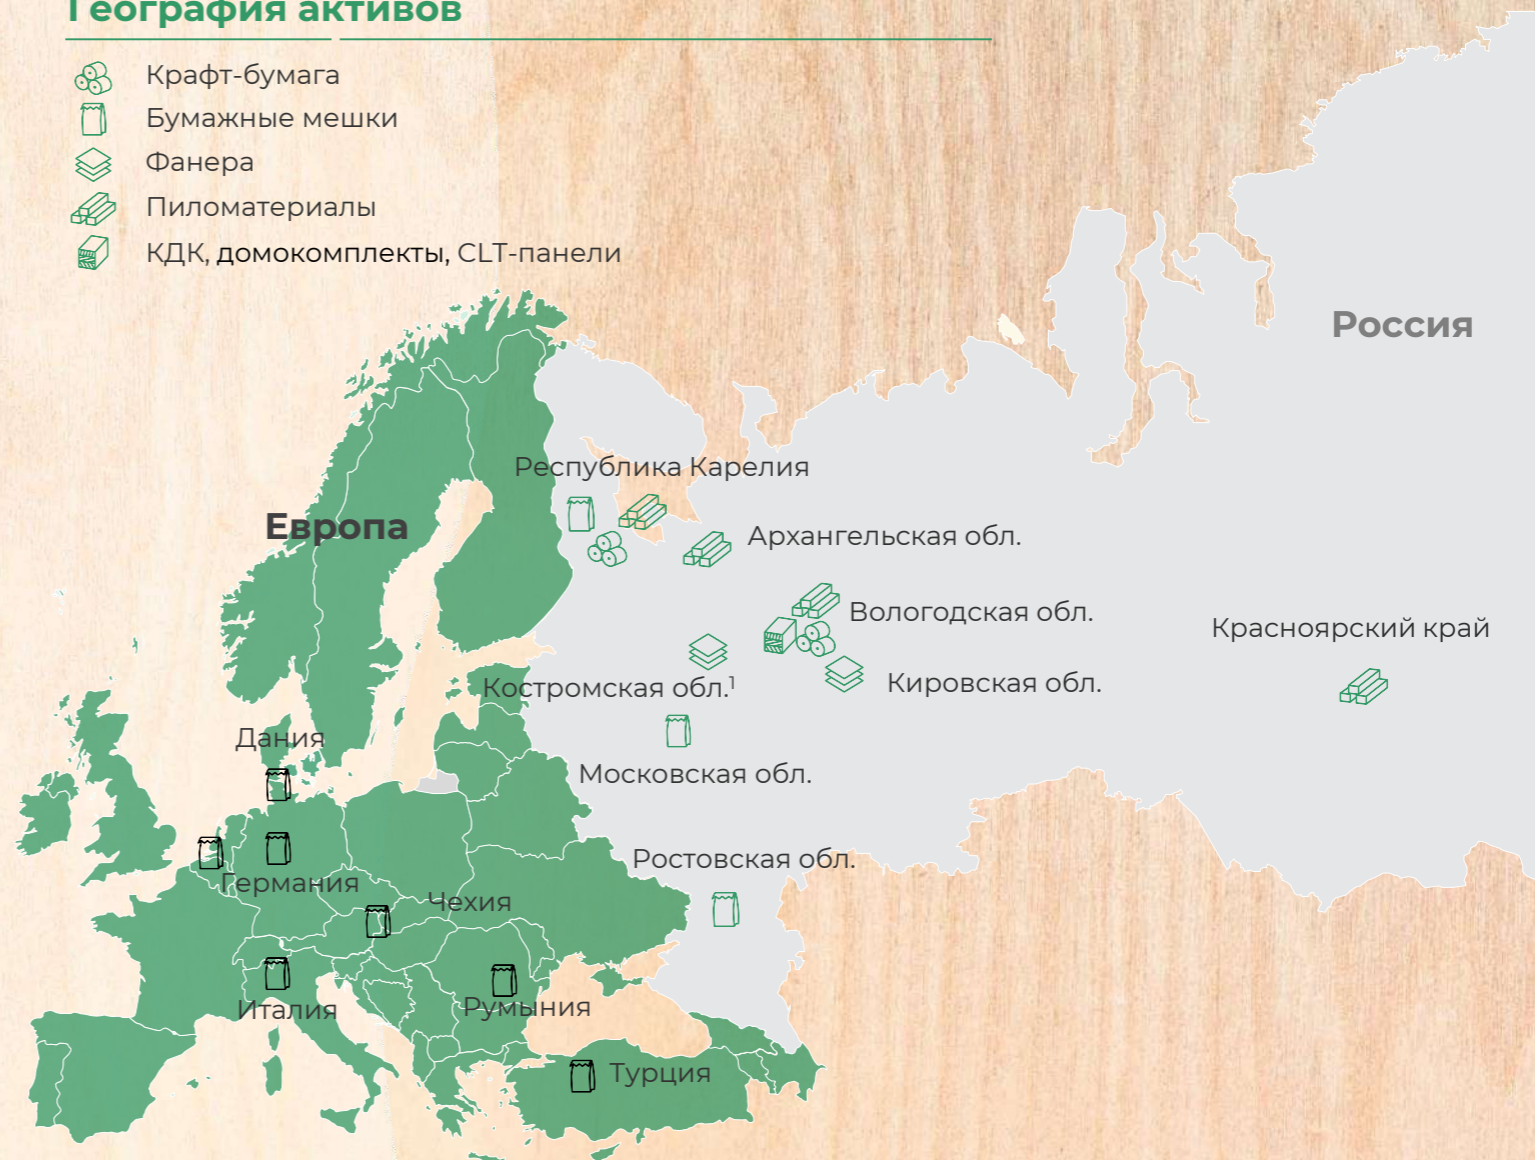 География активов
Крафт-бумага
Бумажные мешки
Фанера
Пиломатериалы
КДК, домокомплекты, CLT-панели
Россия
Республика Карелия
Европа
Архангельская обл.
Вологодская обл.
Красноярский край
Костромская обл.¹
Кировская обл.
Дания
Московская обл.
Ростовская обл.
Германия
Чехия
Италия
Румыния
Турция